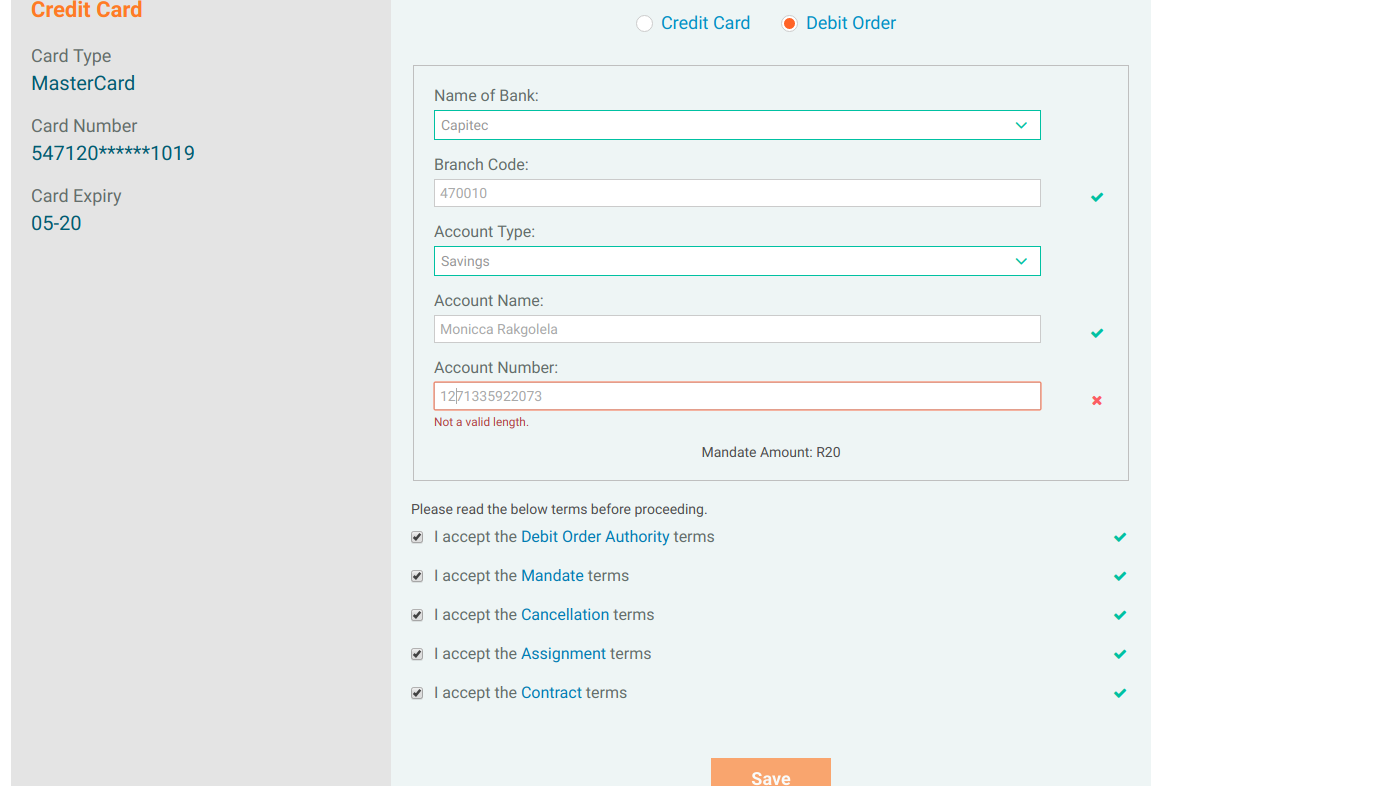 Credit Card
Card Type
MasterCard
Card Number
547120******1019
Card Expiry
05-20
Credit Card
Debit Order
Name of Bank:
Capitec
Branch Code:
470010
Account Type:
Savings
Account Name:
Monicca Rakgolela
Account Number:
1271335922073
Not a valid length.
Mandate Amount: R20
Please read the below terms before proceeding.
I accept the Debit Order Authority terms
I accept the Mandate terms
I accept the Cancellation terms
I accept the Assignment terms
I accept the Contract terms
Save